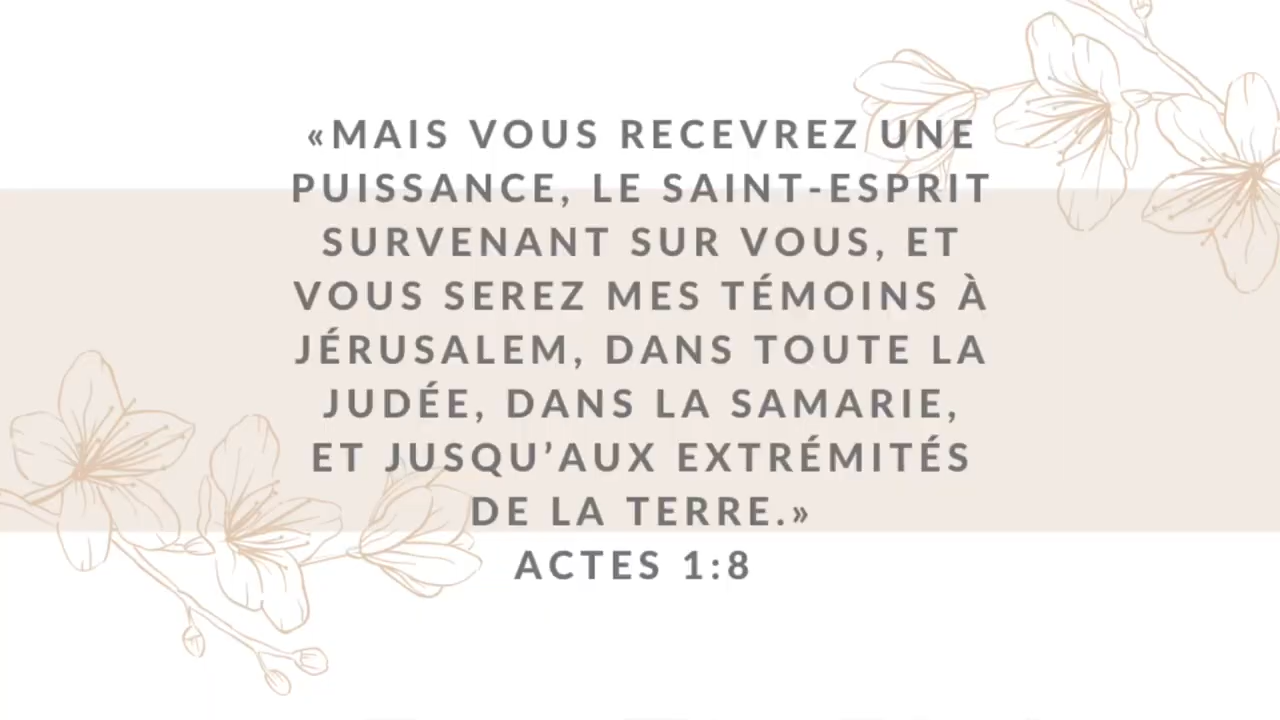 «MAIS VOUS RECEVREZ UNE
PUISSANCE, LE SAINT-ESPRIT
SURVENANT SUR VOUS, ET
VOUS SEREZ MES TÉMOINS À
JÉRUSALEM, DANS TOUTE LA
JUDÉE, DANS LA SAMARIE,
ET JUSQU’AUX EXTRÉMITÉS
DE LA TERRE.»
ACTES 1:8